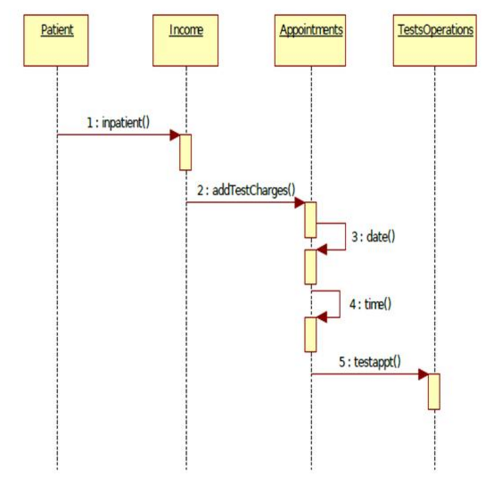 Patient
Income
Appointments
TestsOperations
1 : inpatient()
2 : addTestCharges()
3 : date()
4 : time()
5 : testappt()